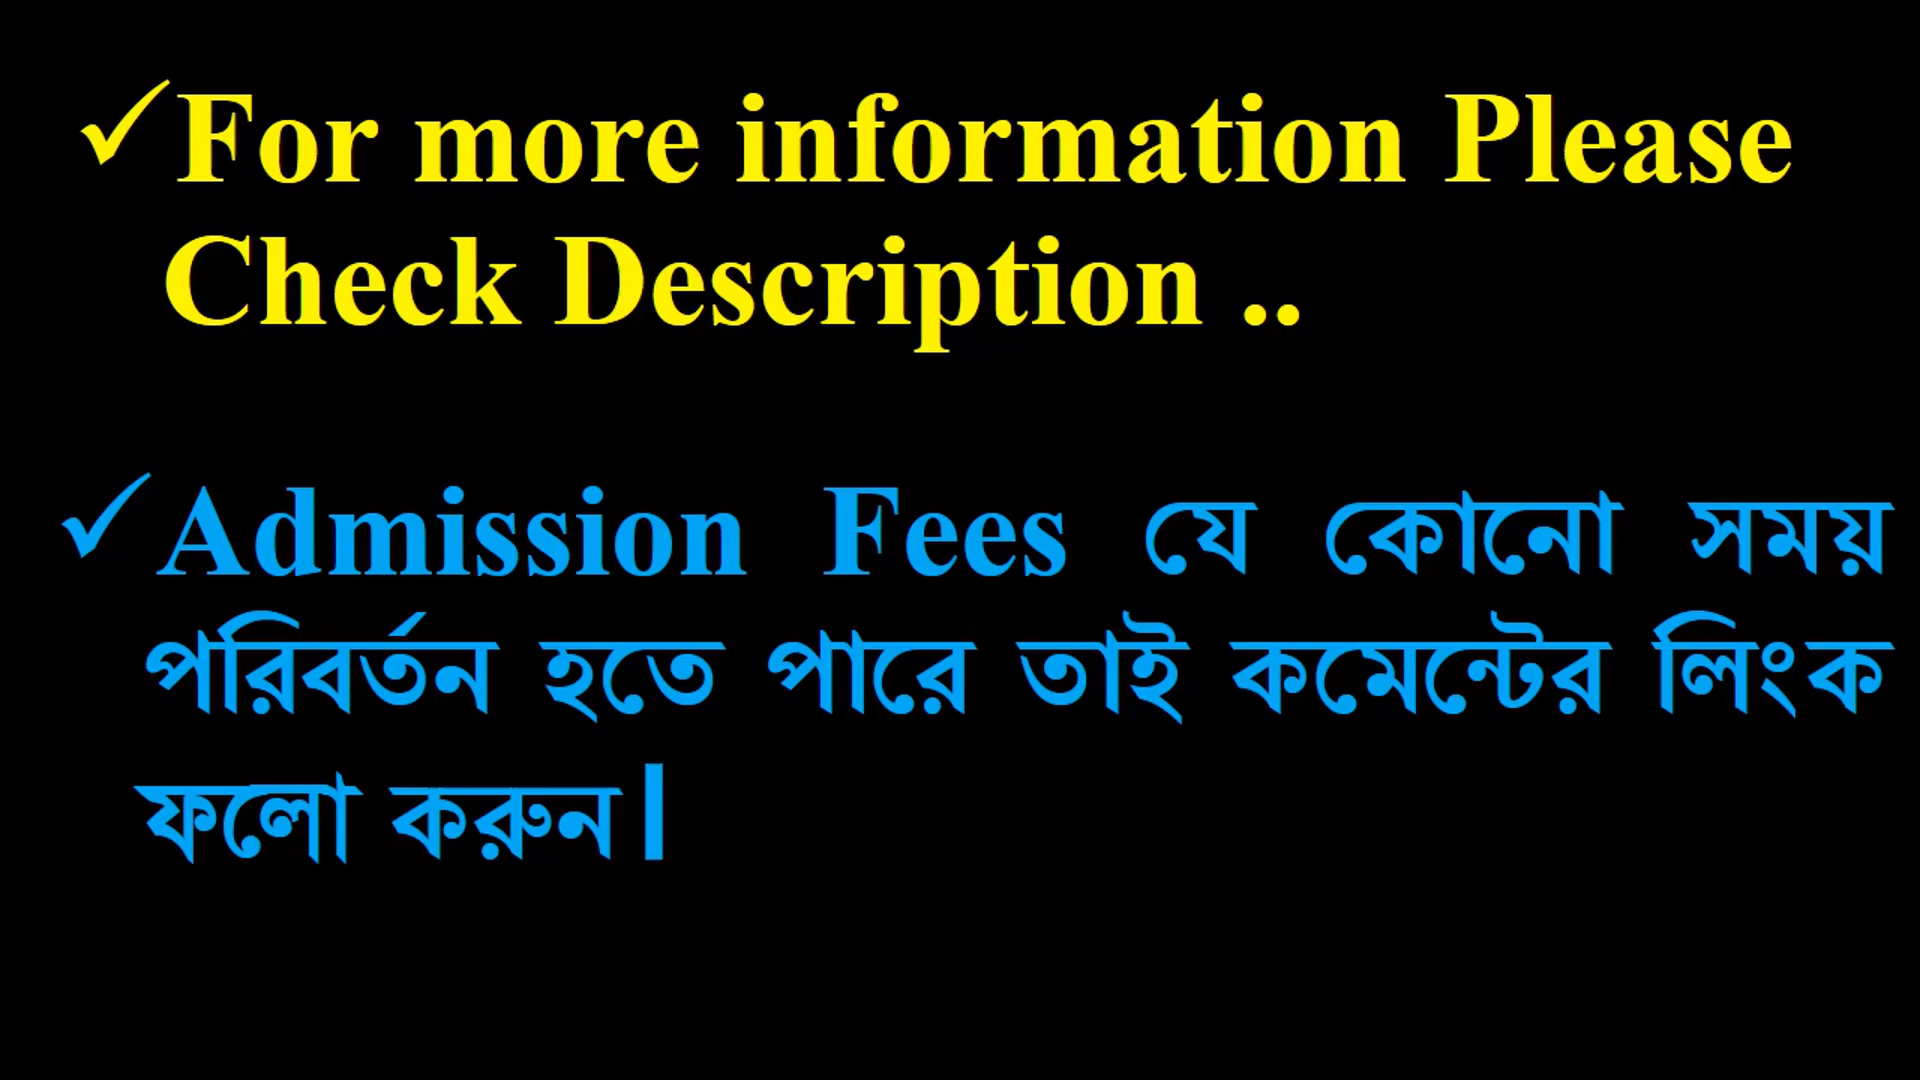 ✓For more information Please
Check Description ..
✓Admission Fees যে কোনো সময়
পরিবর্তন হতে পারে তাই কমেন্টের লিংক
ফলো করুন।